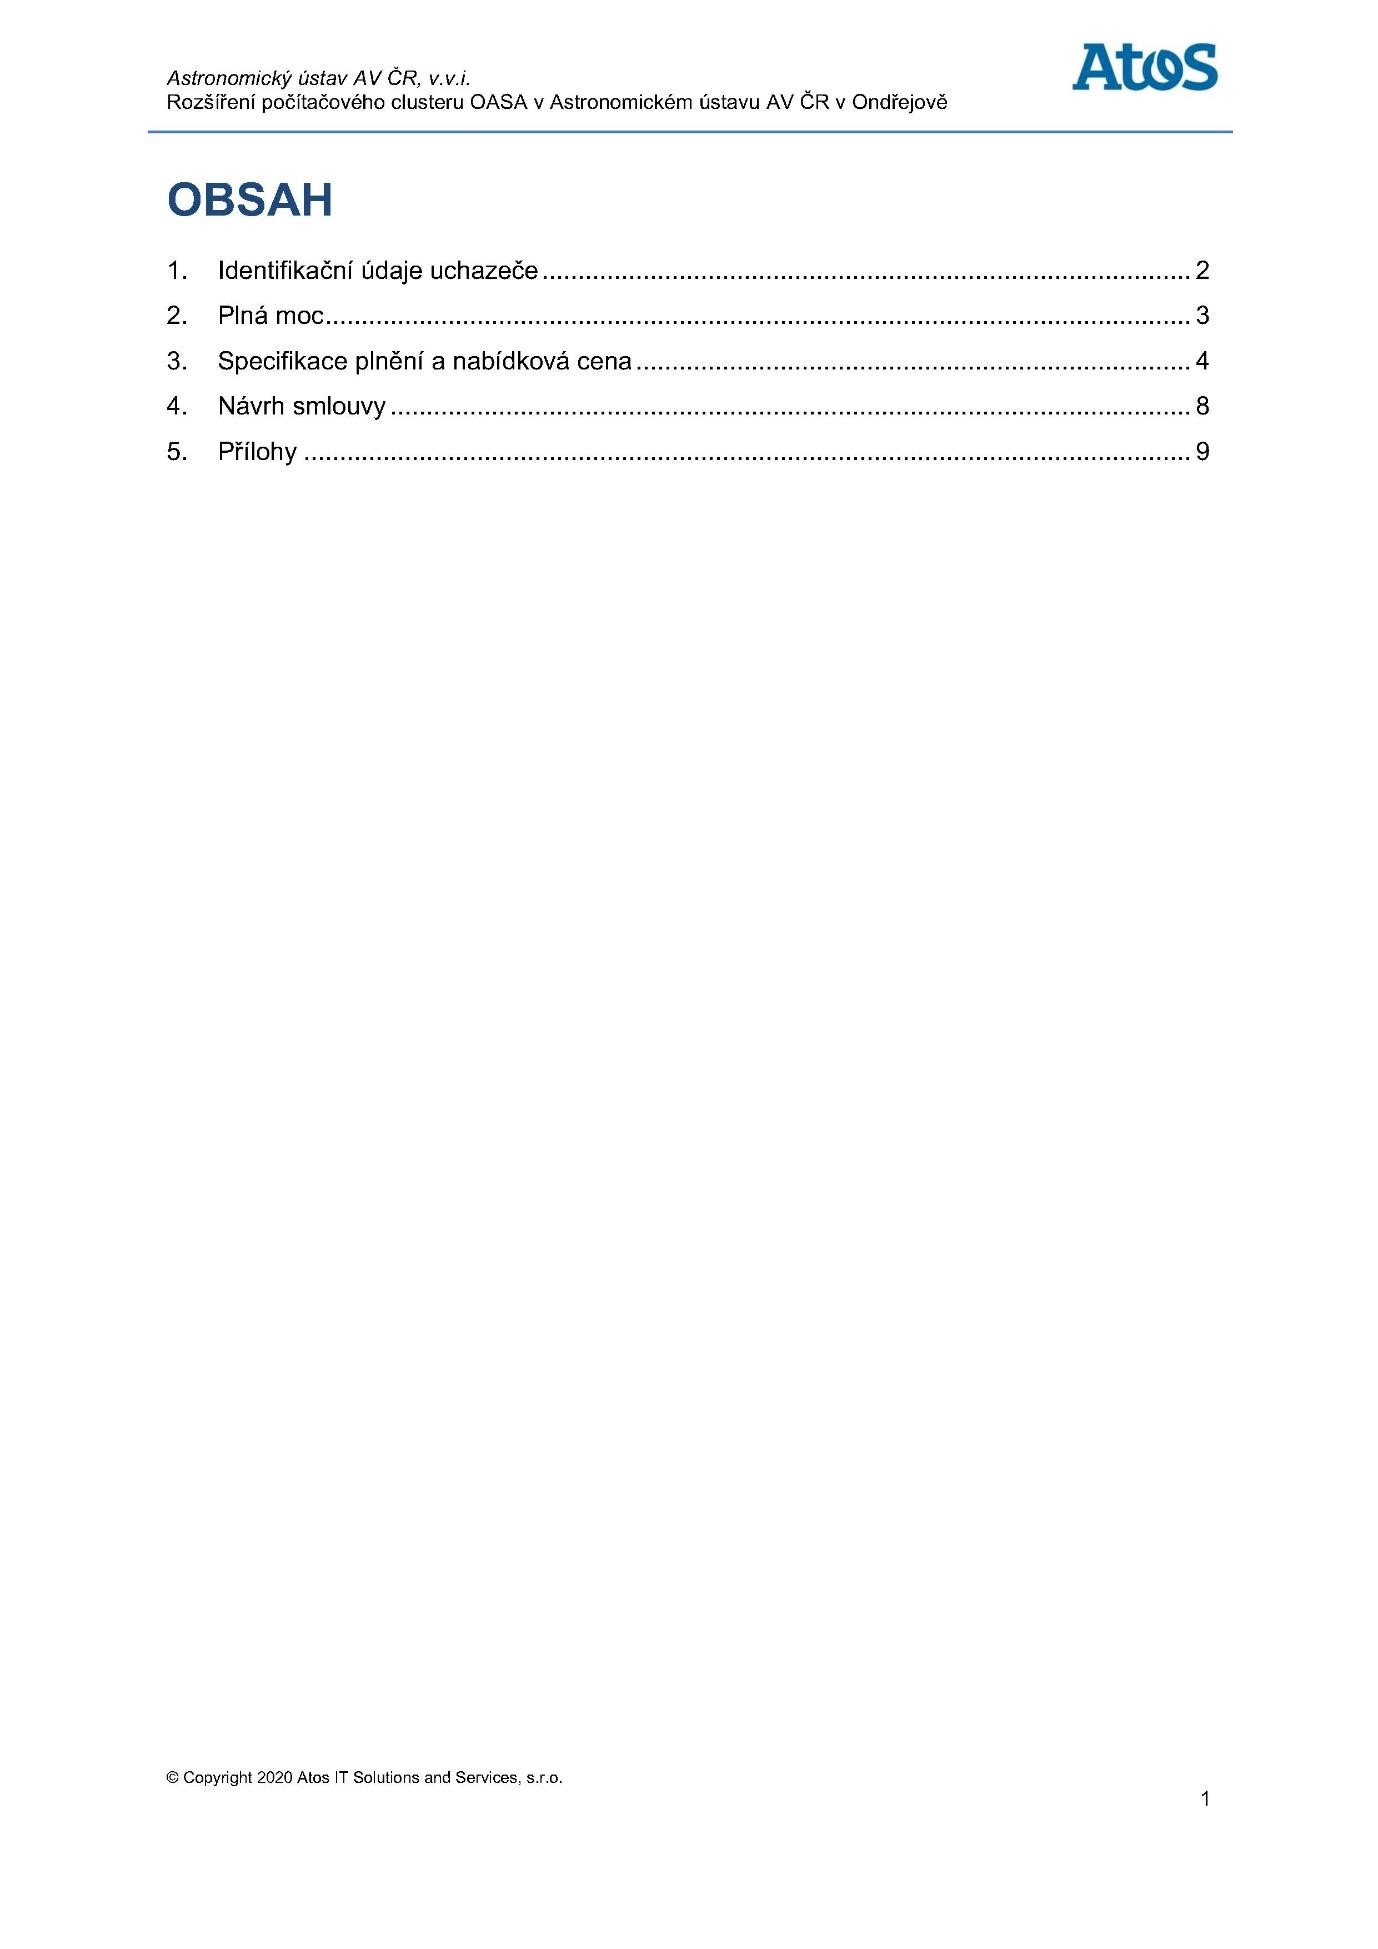 Astronomický ústav AV ČR, v.v.i.
Rozšíření počítačového clusteru OASA v Astronomickém ústavu AV ČR v Ondřejově
Atos
OBSAH
1. Identifikační údaje uchazeče ........ 2
2. Plná moc ........ 3
3. Specifikace plnění a nabídková cena ........ 4
4. Návrh smlouvy ........ 8
5. Přílohy ........ 9
© Copyright 2020 Atos IT Solutions and Services, s.r.o.
1